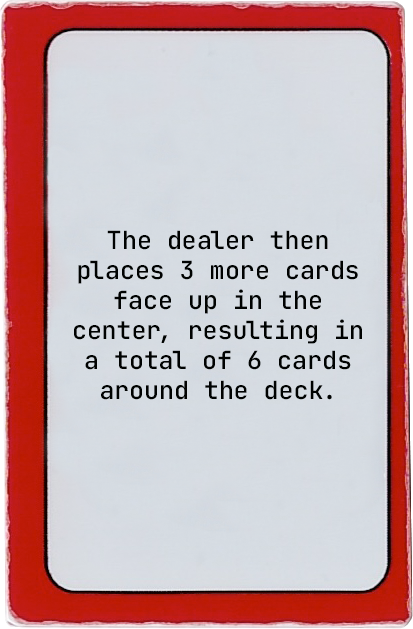 The dealer then
places 3 more cards
face up in the
center, resulting in
a total of 6 cards
around the deck.